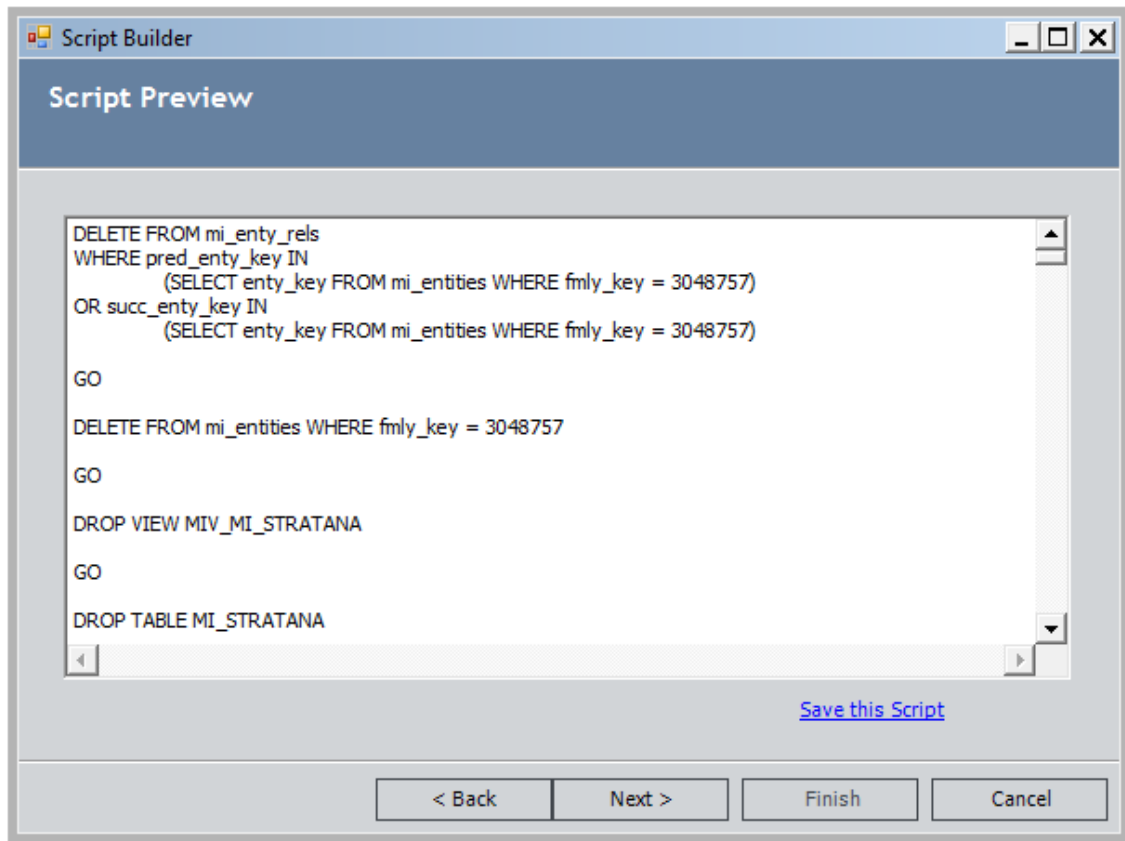 Script Builder
Script Preview
DELETE FROM mi_enty_rels
WHERE pred_enty_key IN
(SELECT enty_key FROM mi_entities WHERE fmly_key = 3048757)
OR succ_enty_key IN
(SELECT enty_key FROM mi_entities WHERE fmly_key = 3048757)
GO
DELETE FROM mi_entities WHERE fmly_key = 3048757
GO
DROP VIEW MIV_MI_STRATANA
GO
DROP TABLE MI_STRATANA
Save this Script
< Back
Next >
Finish
Cancel